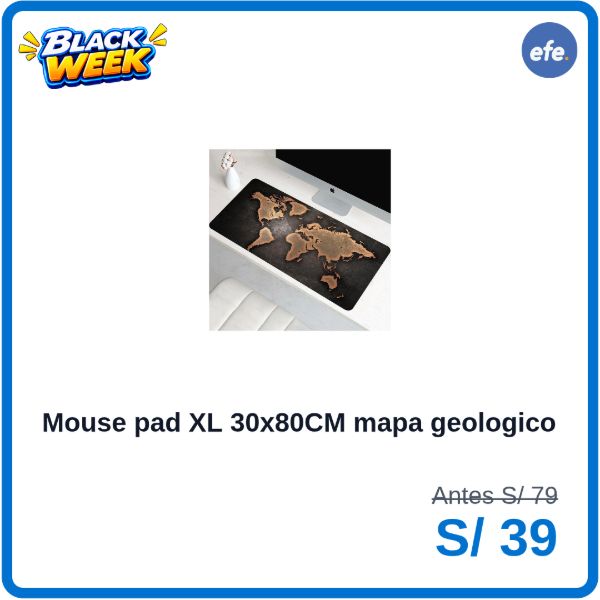 BLACK
WEEK
efe.
Mouse pad XL 30x80CM mapa geologico
Antes S/ 79
S/ 39